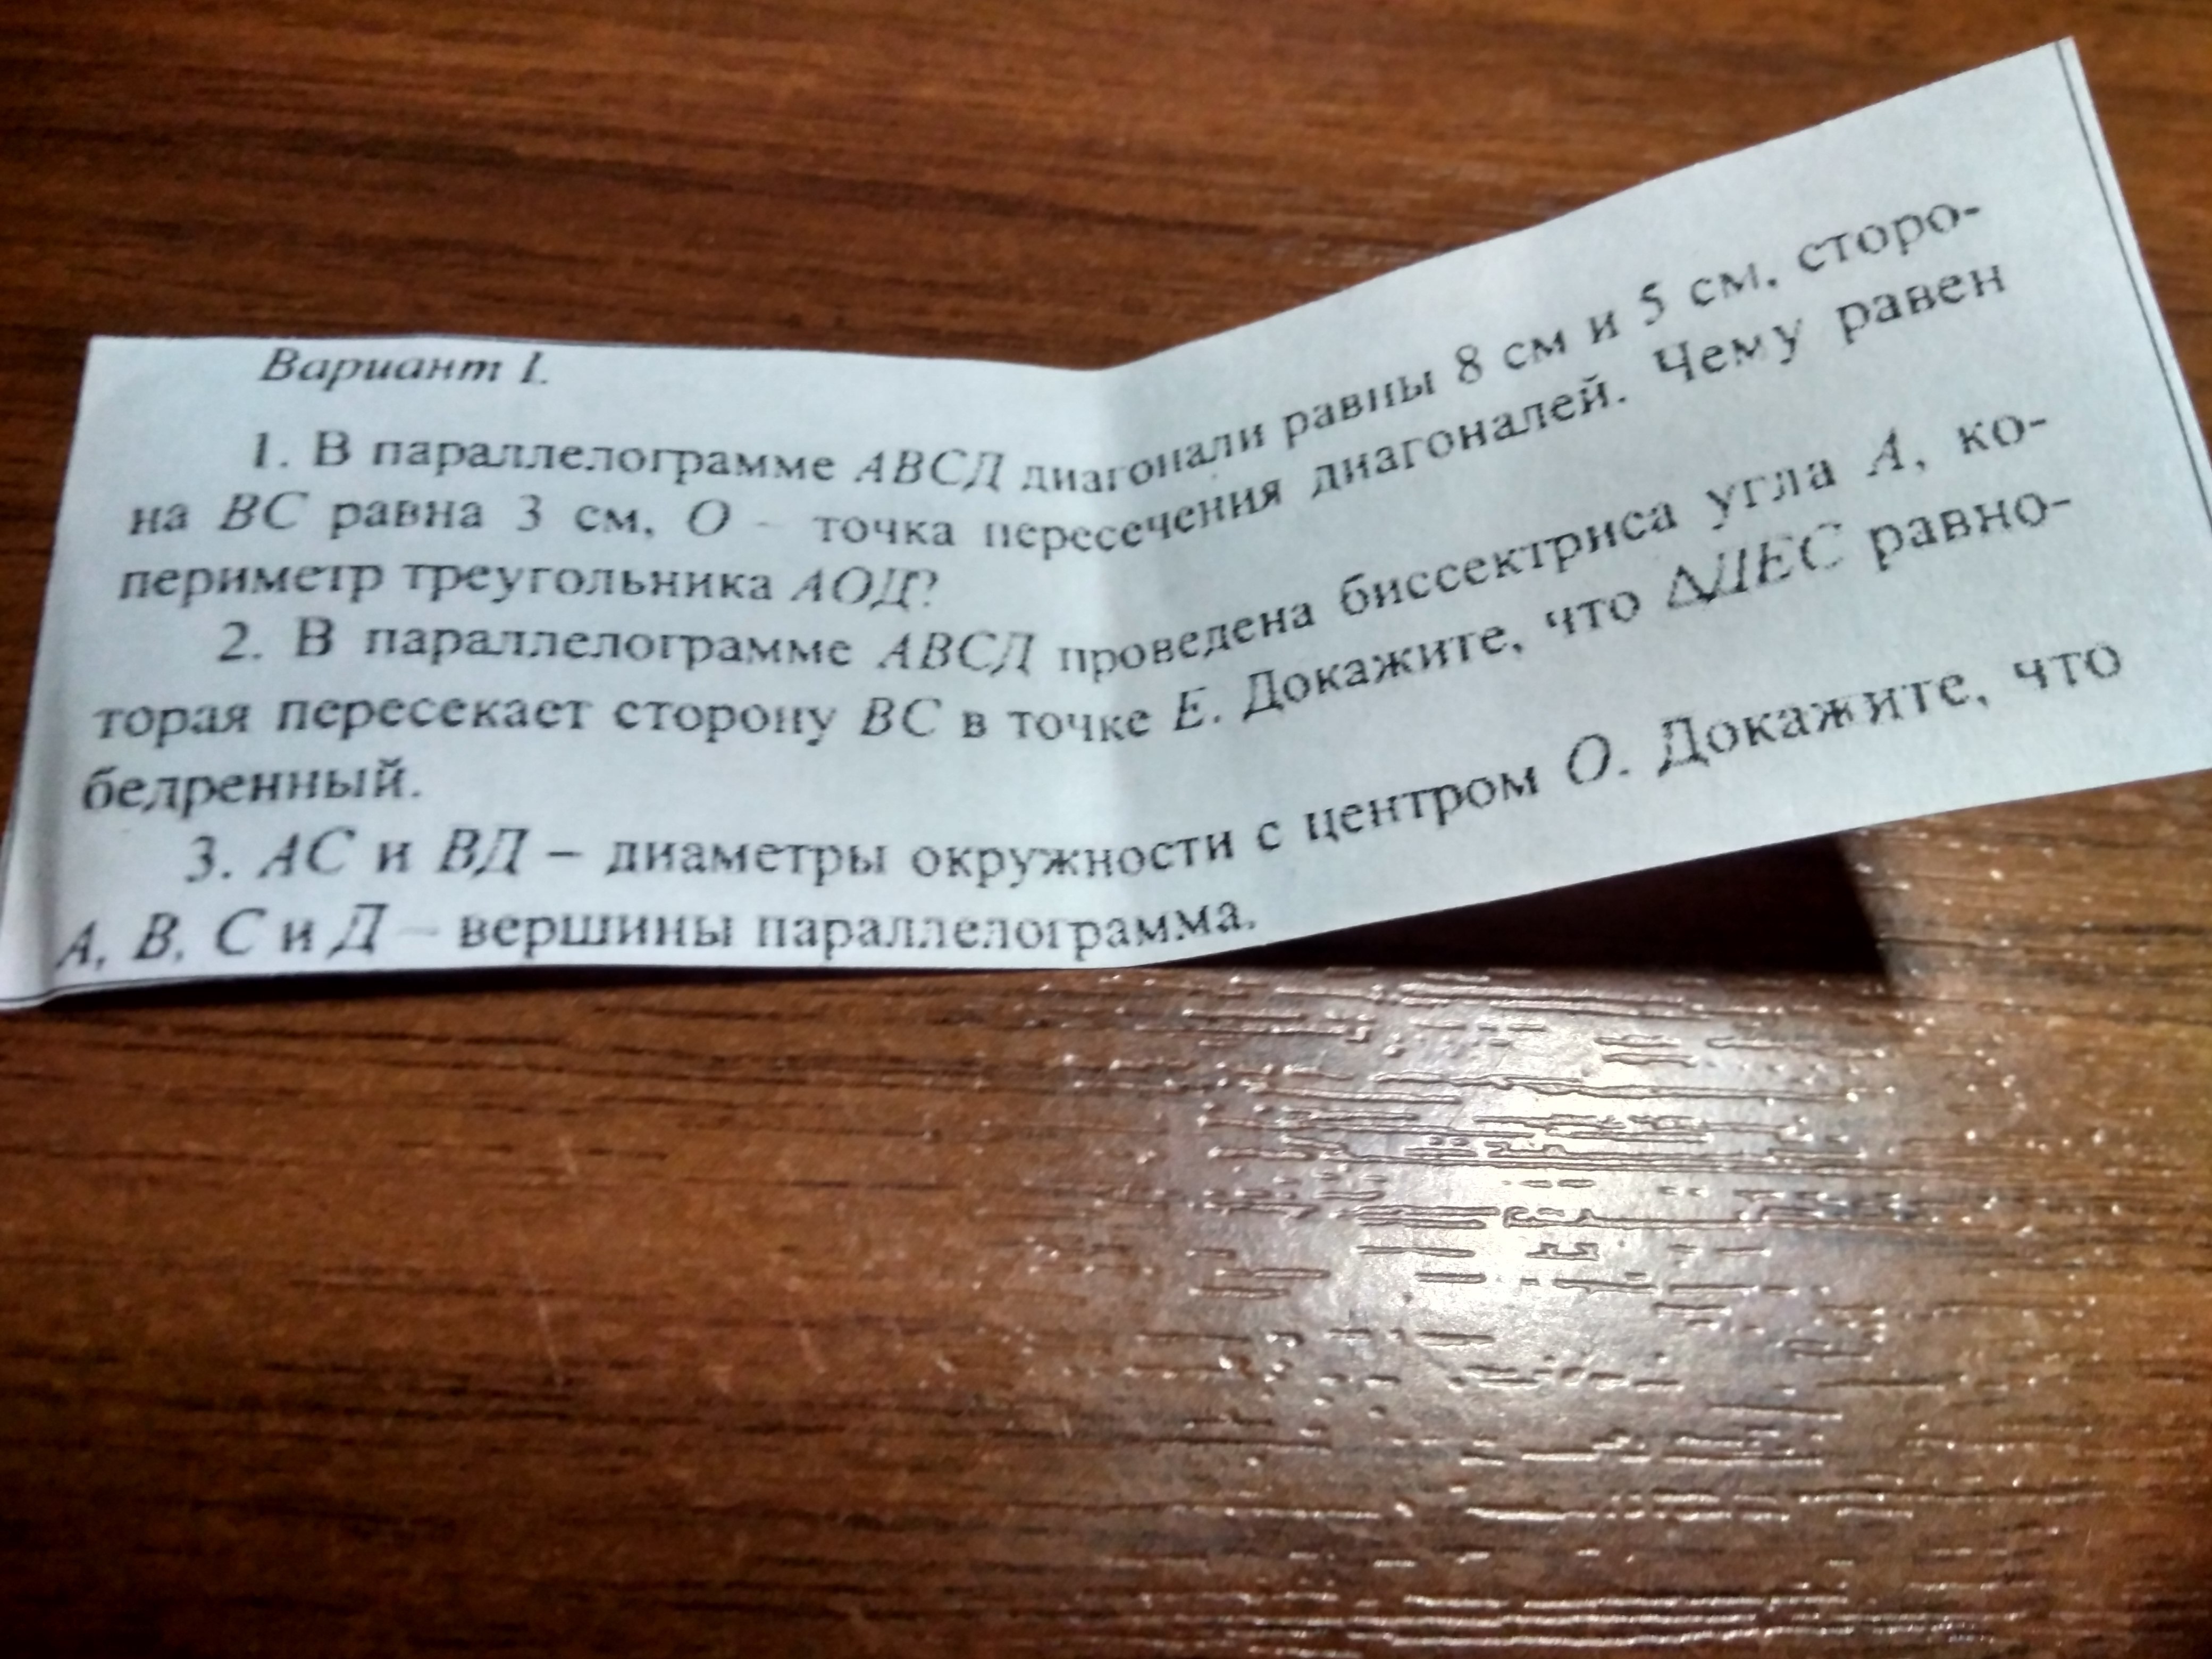 Вариант I.
1. В параллелограмме АВСД диагонали равны 8 см и 5 см, сторо-
на ВС равна 3 см, О – точка пересечения диагоналей. Чему равен
периметр треугольника АОД?
2. В параллелограмме АВСД проведена биссектриса угла А, ко-
торая пересекает сторону ВС в точке Е. Докажите, что ΔДЕС равно-
бедренный.
3. АС и ВД – диаметры окружности с центром О. Докажите, что
А, В, С и Д – вершины параллелограмма.